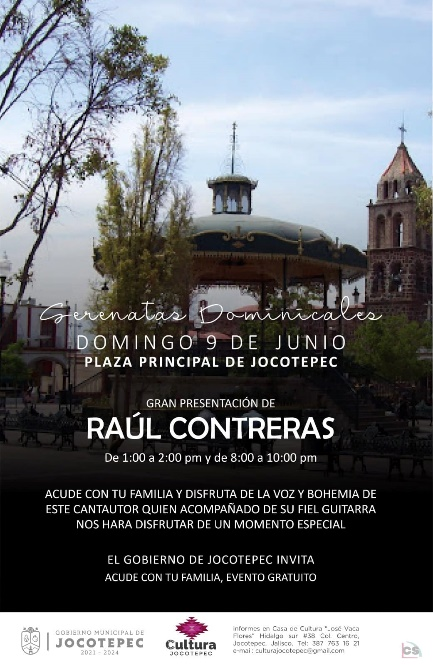 Serenatas Dominicales
DOMINGO 9 DE JUNIO
PLAZA PRINCIPAL DE JOCOTEPEC
GRAN PRESENTACIÓN DE
RAÚL CONTRERAS
De 1:00 a 2:00 pm y de 8:00 a 10:00 pm
ACUDE CON TU FAMILIA Y DISFRUTA DE LA VOZ Y BOHEMIA DE
ESTE CANTAUTOR QUIEN ACOMPAÑADO DE SU FIEL GUITARRA
NOS HARA DISFRUTAR DE UN MOMENTO ESPECIAL
EL GOBIERNO DE JOCOTEPEC INVITA
ACUDE CON TU FAMILIA, EVENTO GRATUITO
GOBIERNO MUNICIPAL DE
JOCOTEPEC
2021 - 2024
Cultura
JOCOTEPEC
Informes en Casa de Cultura "José Vaca
Flores" Hidalgo sur #38 Col. Centro,
Jocotepec. Jalisco. Tel: 387 763 16 21
e-mai: culturajocotepec@gmail.com
cs